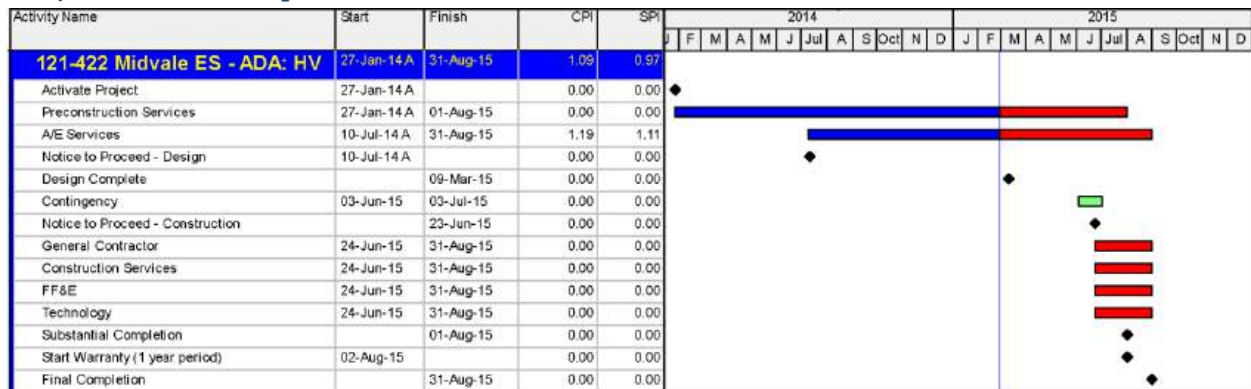 Activity Name Start Finish CPI SPI 2014 2015
J F M A M J Jul A S Oct N D J F M A M J Jul A S Oct N D
121-422 Midvale ES - ADA: HV 27-Jan-14 A 31-Aug-15 1.09 0.97
Activate Project 27-Jan-14 A 0.00 0.00
Preconstruction Services 27-Jan-14 A 01-Aug-15 0.00 0.00
A/E Services 10-Jul-14 A 31-Aug-15 1.19 1.11
Notice to Proceed - Design 10-Jul-14 A 0.00 0.00
Design Complete 09-Mar-15 0.00 0.00
Contingency 03-Jun-15 03-Jul-15 0.00 0.00
Notice to Proceed - Construction 23-Jun-15 0.00 0.00
General Contractor 24-Jun-15 31-Aug-15 0.00 0.00
Construction Services 24-Jun-15 31-Aug-15 0.00 0.00
FF&E 24-Jun-15 31-Aug-15 0.00 0.00
Technology 24-Jun-15 31-Aug-15 0.00 0.00
Substantial Completion 01-Aug-15 0.00 0.00
Start Warranty (1 year period) 02-Aug-15 0.00 0.00
Final Completion 31-Aug-15 0.00 0.00